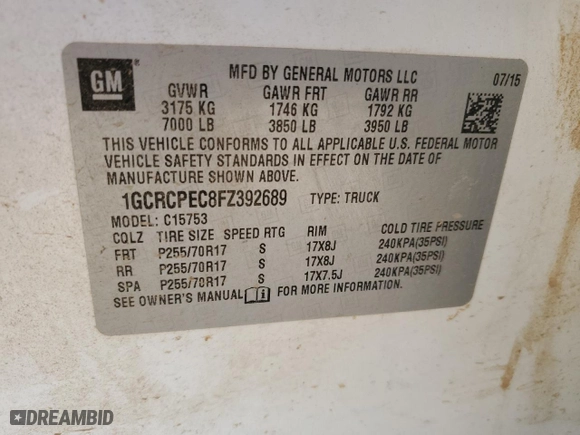 GM
MFD BY GENERAL MOTORS LLC 07/15
GVWR GAWR FRT GAWR RR
3175 KG 1746 KG 1792 KG
7000 LB 3850 LB 3950 LB
THIS VEHICLE CONFORMS TO ALL APPLICABLE U.S. FEDERAL MOTOR
VEHICLE SAFETY STANDARDS IN EFFECT ON THE DATE OF
MANUFACTURE SHOWN ABOVE.
1GCRCPEC8FZ392689 TYPE: TRUCK
MODEL: C15753
CQLZ TIRE SIZE SPEED RTG RIM COLD TIRE PRESSURE
FRT P255/70R17 S 17X8J 240KPA(35PSI)
RR P255/70R17 S 17X8J 240KPA(35PSI)
SPA P255/70R17 S 17X7.5J 240KPA(35PSI)
SEE OWNER'S MANUAL FOR MORE INFORMATION.
DREAMBID